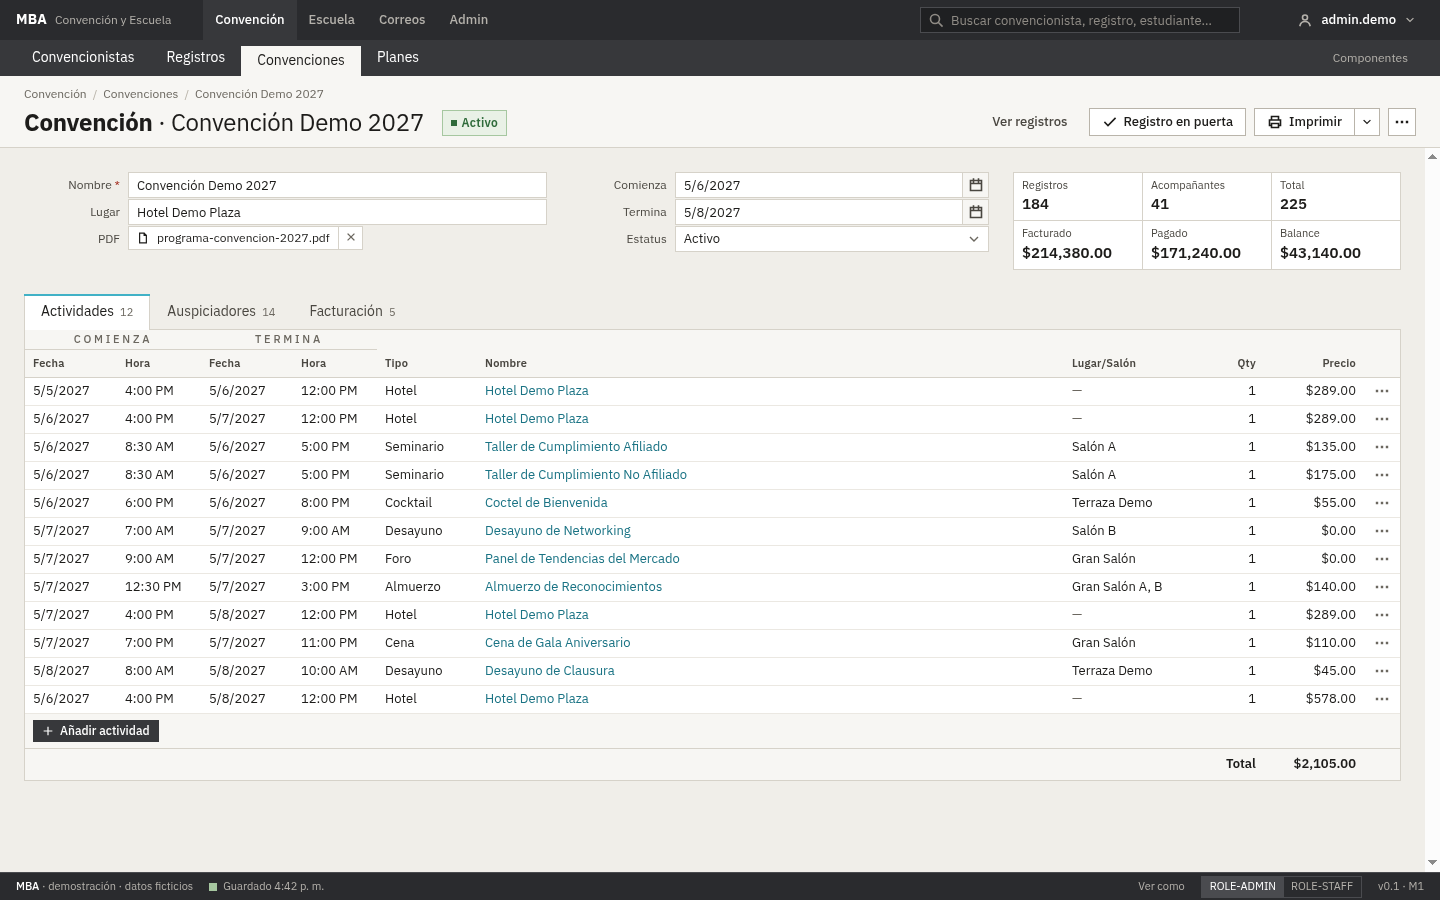 MBA Convención y Escuela Convención Escuela Correos Admin Buscar convencionista, registro, estudiante... admin.demo
Convencionistas Registros Convenciones Planes Componentes
Convención / Convenciones / Convención Demo 2027
Convención · Convención Demo 2027 Activo Ver registros Registro en puerta Imprimir
Nombre * Convención Demo 2027
Lugar Hotel Demo Plaza
PDF programa-convencion-2027.pdf
Comienza 5/6/2027
Termina 5/8/2027
Estatus Activo
Registros Acompañantes Total
184 41 225
Facturado Pagado Balance
$214,380.00 $171,240.00 $43,140.00
Actividades 12 Auspiciadores 14 Facturación 5
COMIENZA TERMINA
Fecha Hora Fecha Hora Tipo Nombre Lugar/Salón Qty Precio
5/5/2027 4:00 PM 5/6/2027 12:00 PM Hotel Hotel Demo Plaza — 1 $289.00
5/6/2027 4:00 PM 5/7/2027 12:00 PM Hotel Hotel Demo Plaza — 1 $289.00
5/6/2027 8:30 AM 5/6/2027 5:00 PM Seminario Taller de Cumplimiento Afiliado Salón A 1 $135.00
5/6/2027 8:30 AM 5/6/2027 5:00 PM Seminario Taller de Cumplimiento No Afiliado Salón A 1 $175.00
5/6/2027 6:00 PM 5/6/2027 8:00 PM Cocktail Coctel de Bienvenida Terraza Demo 1 $55.00
5/7/2027 7:00 AM 5/7/2027 9:00 AM Desayuno Desayuno de Networking Salón B 1 $0.00
5/7/2027 9:00 AM 5/7/2027 12:00 PM Foro Panel de Tendencias del Mercado Gran Salón 1 $0.00
5/7/2027 12:30 PM 5/7/2027 3:00 PM Almuerzo Almuerzo de Reconocimientos Gran Salón A, B 1 $140.00
5/7/2027 4:00 PM 5/8/2027 12:00 PM Hotel Hotel Demo Plaza — 1 $289.00
5/7/2027 7:00 PM 5/7/2027 11:00 PM Cena Cena de Gala Aniversario Gran Salón 1 $110.00
5/8/2027 8:00 AM 5/8/2027 10:00 AM Desayuno Desayuno de Clausura Terraza Demo 1 $45.00
5/6/2027 4:00 PM 5/8/2027 12:00 PM Hotel Hotel Demo Plaza — 1 $578.00
+ Añadir actividad
Total $2,105.00
MBA · demostración · datos ficticios Guardado 4:42 p. m. Ver como ROLE-ADMIN ROLE-STAFF v0.1 · M1